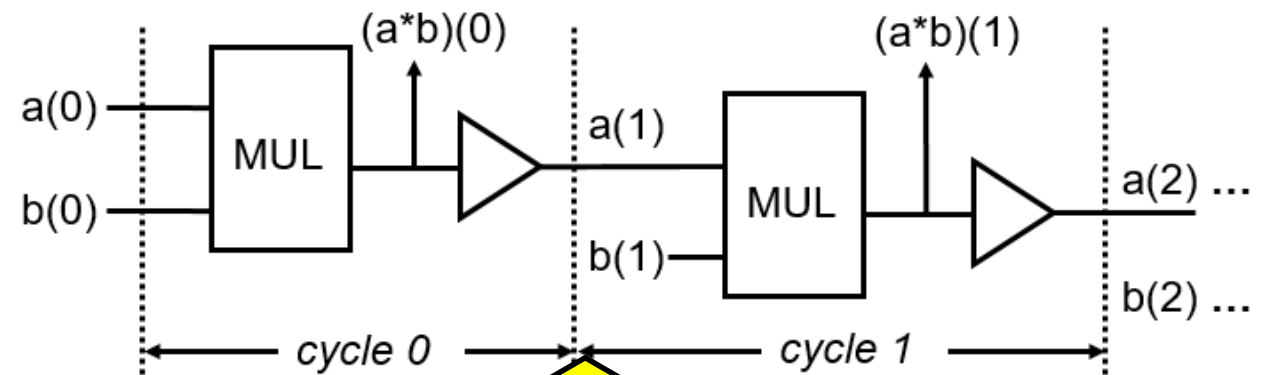 (a*b)(0)
(a*b)(1)
a(0)
MUL
a(1)
b(0)
MUL
a(2) ...
b(1)
b(2) ...
cycle 0
cycle 1